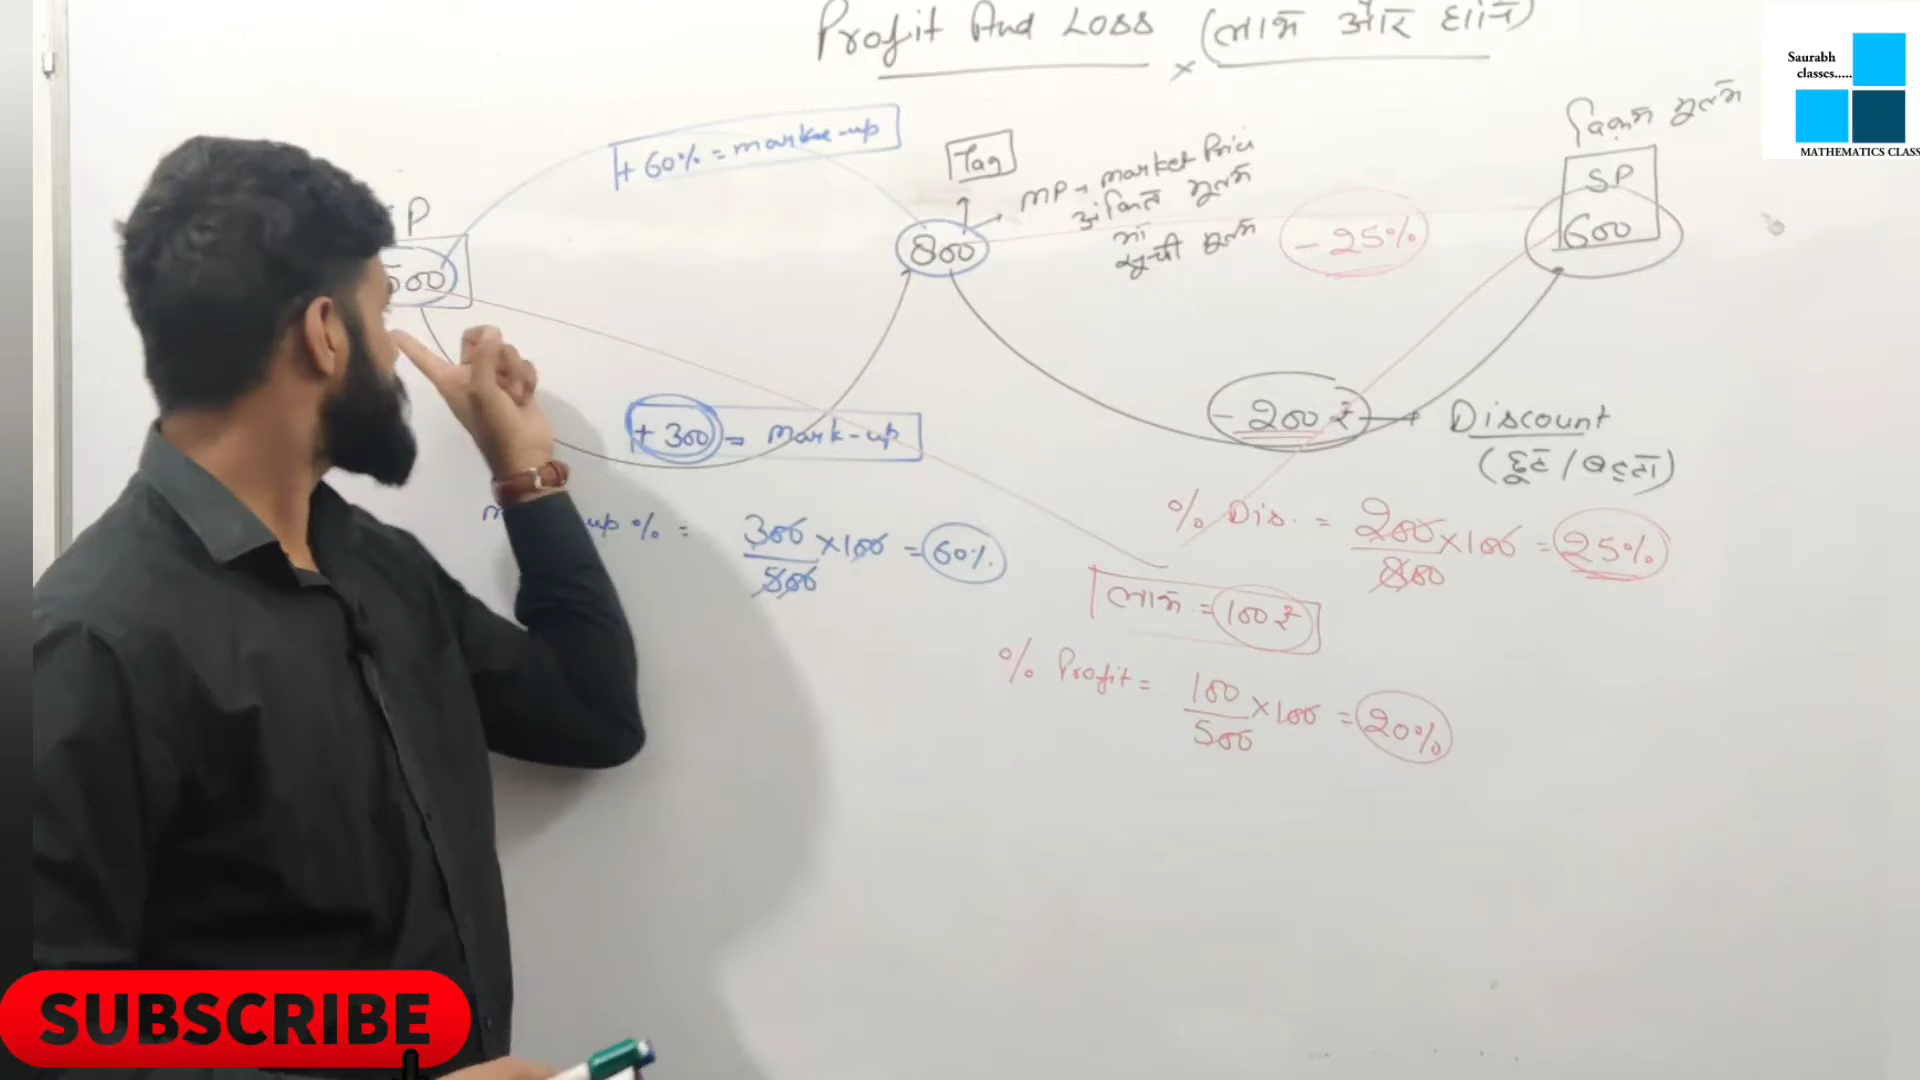 Profit And Loss (लाभ और हानि)
×
Saurabh
classes.....
MATHEMATICS CLASS
विक्रय मूल्य
SP
600
+ 60% = marke-up
Tag
MP → market Price
अंकित मूल्य
या
सूची मूल्य
800
- 25%
P
500
+ 300 = mark-up
- 200 ₹ → Discount
(छूट / बट्टा)
up % = 300/500 × 100 = 60%
% Dis. = 200/800 × 100 = 25%
लाभ = 100 ₹
% Profit = 100/500 × 100 = 20%
SUBSCRIBE